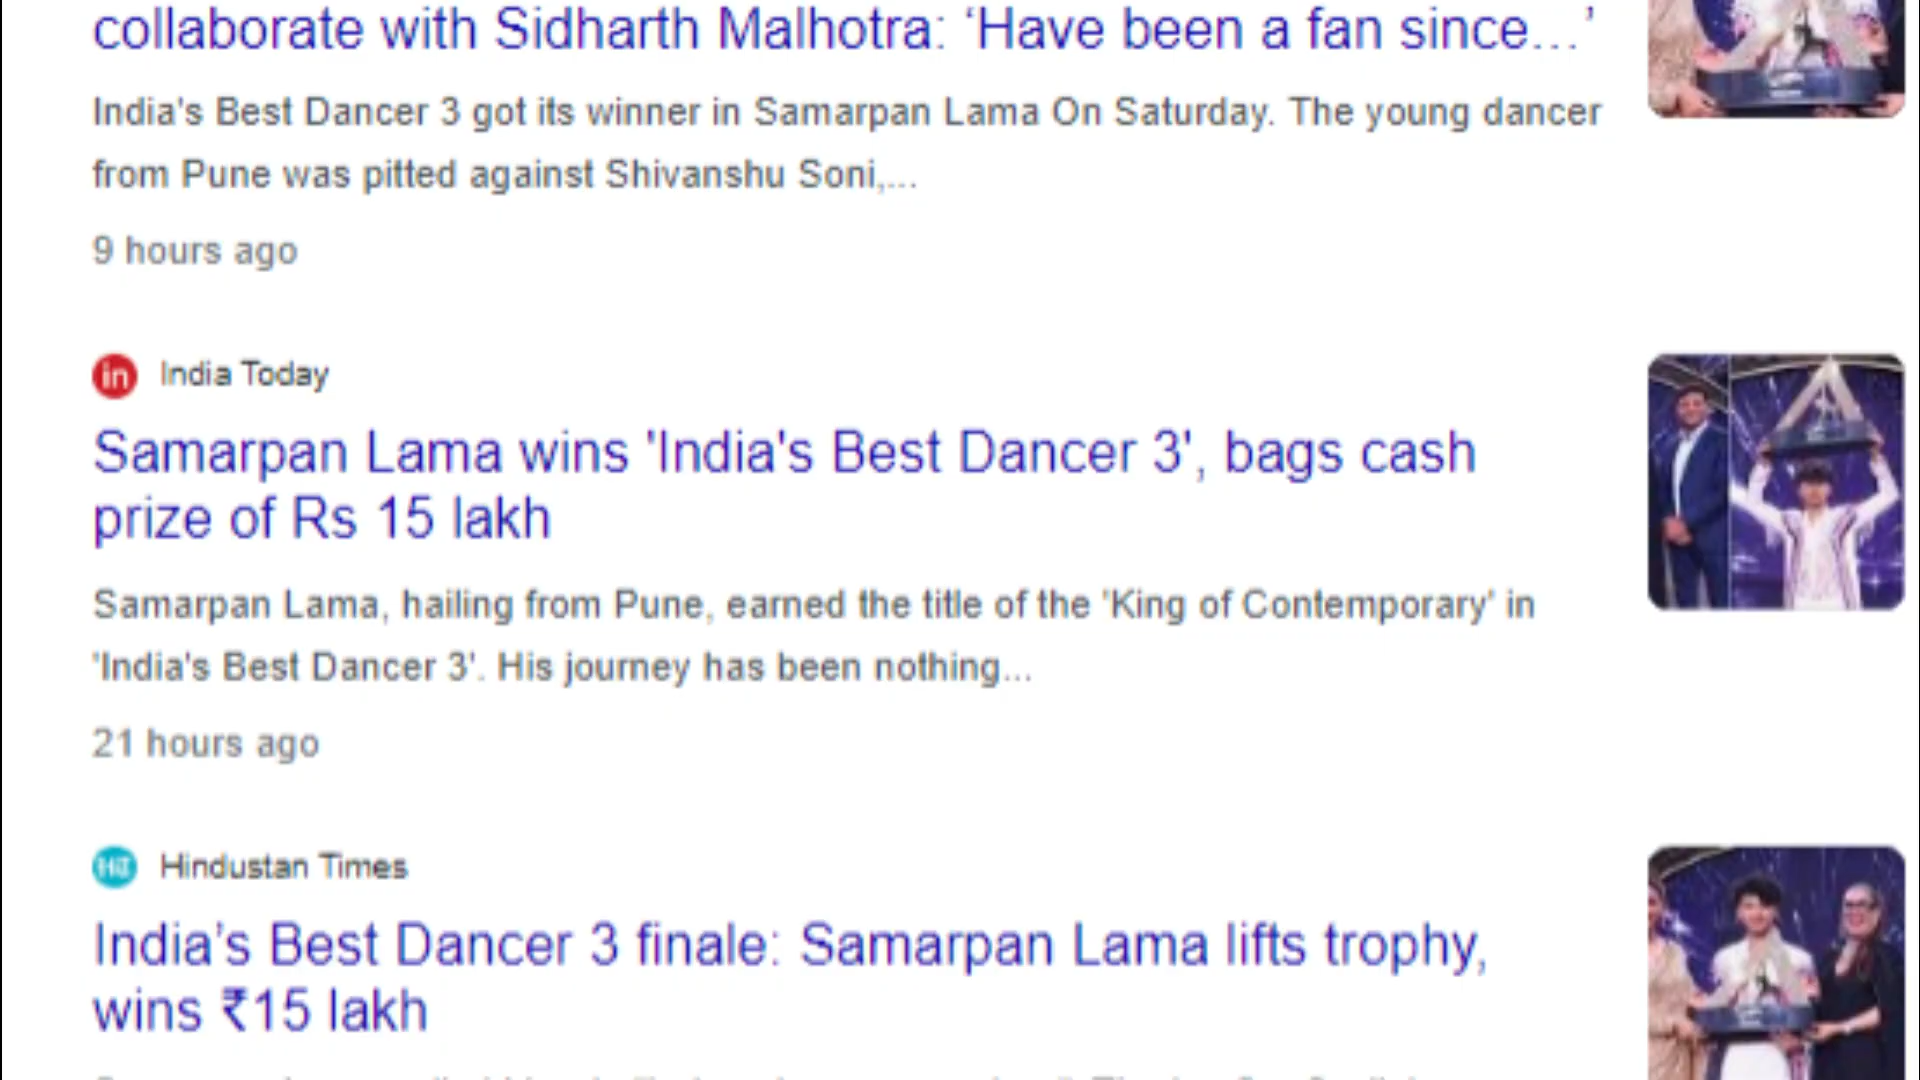 collaborate with Sidharth Malhotra: ‘Have been a fan since…’
India's Best Dancer 3 got its winner in Samarpan Lama On Saturday. The young dancer
from Pune was pitted against Shivanshu Soni,...
9 hours ago
in India Today
Samarpan Lama wins 'India's Best Dancer 3', bags cash
prize of Rs 15 lakh
Samarpan Lama, hailing from Pune, earned the title of the 'King of Contemporary' in
'India's Best Dancer 3'. His journey has been nothing...
21 hours ago
HT Hindustan Times
India’s Best Dancer 3 finale: Samarpan Lama lifts trophy,
wins ₹15 lakh